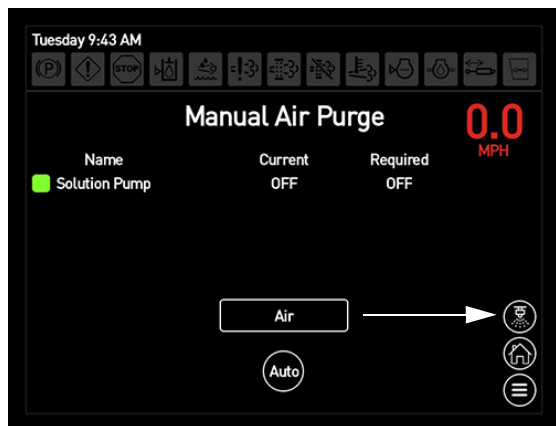 Tuesday 9:43 AM
(P) STOP
Manual Air Purge
0.0
MPH
Name Current Required
Solution Pump OFF OFF
Air
Auto